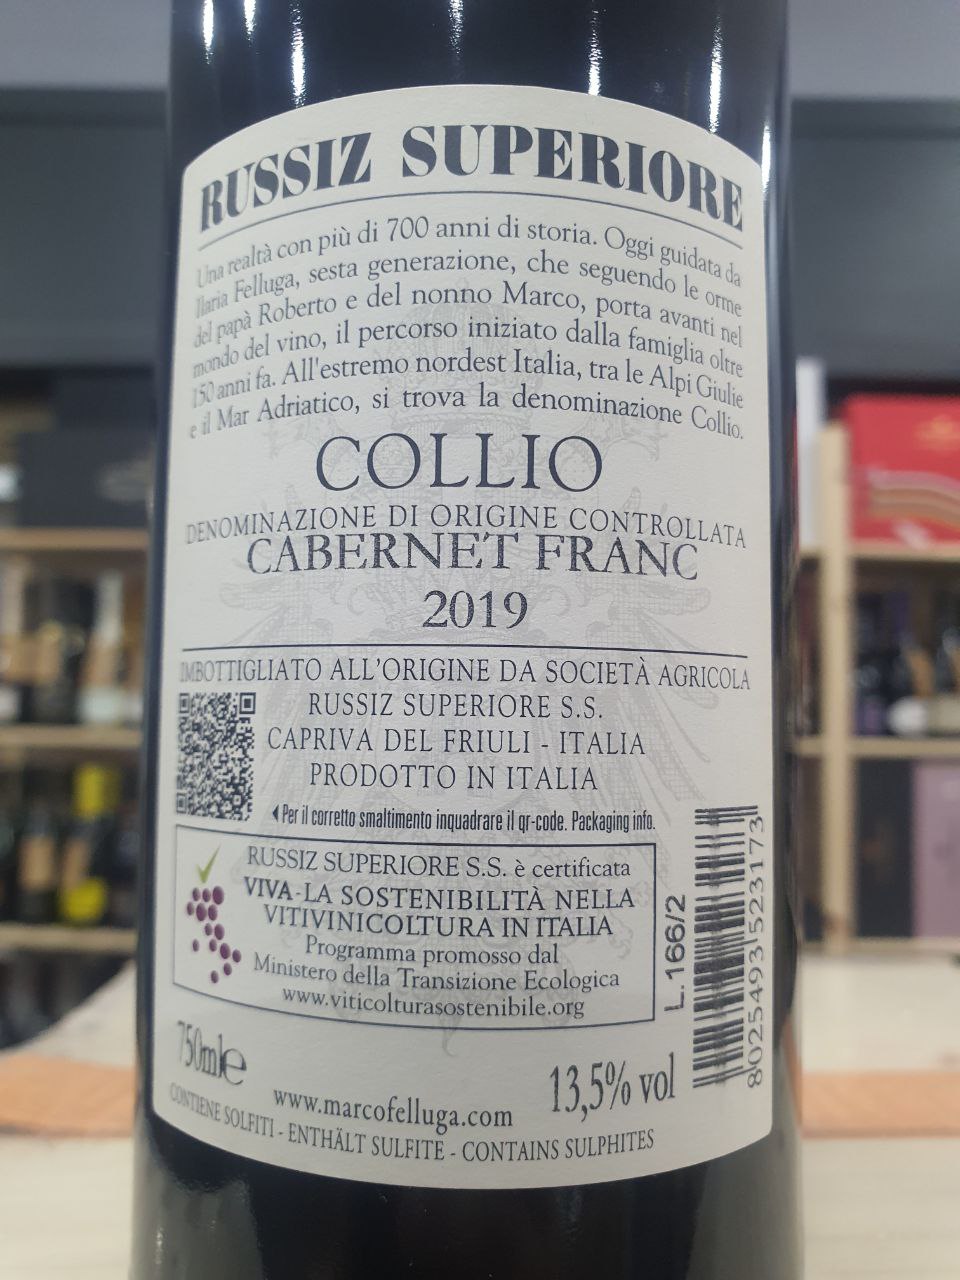 RUSSIZ SUPERIORE
Una realtà con più di 700 anni di storia. Oggi guidata da
Ilaria Felluga, sesta generazione, che seguendo le orme
del papà Roberto e del nonno Marco, porta avanti nel
mondo del vino, il percorso iniziato dalla famiglia oltre
150 anni fa. All'estremo nordest Italia, tra le Alpi Giulie
e il Mar Adriatico, si trova la denominazione Collio.
COLLIO
DENOMINAZIONE DI ORIGINE CONTROLLATA
CABERNET FRANC
2019
IMBOTTIGLIATO ALL'ORIGINE DA SOCIETÀ AGRICOLA
RUSSIZ SUPERIORE S.S.
CAPRIVA DEL FRIULI - ITALIA
PRODOTTO IN ITALIA
Per il corretto smaltimento inquadrare il qr-code. Packaging info.
RUSSIZ SUPERIORE S.S. è certificata
VIVA - LA SOSTENIBILITÀ NELLA
VITIVINICOLTURA IN ITALIA
Programma promosso dal
Ministero della Transizione Ecologica
www.viticolturasostenibile.org
L. 166/2
8025493523173
750ml e
www.marcofelluga.com
13,5% vol
CONTIENE SOLFITI - ENTHÄLT SULFITE - CONTAINS SULPHITES